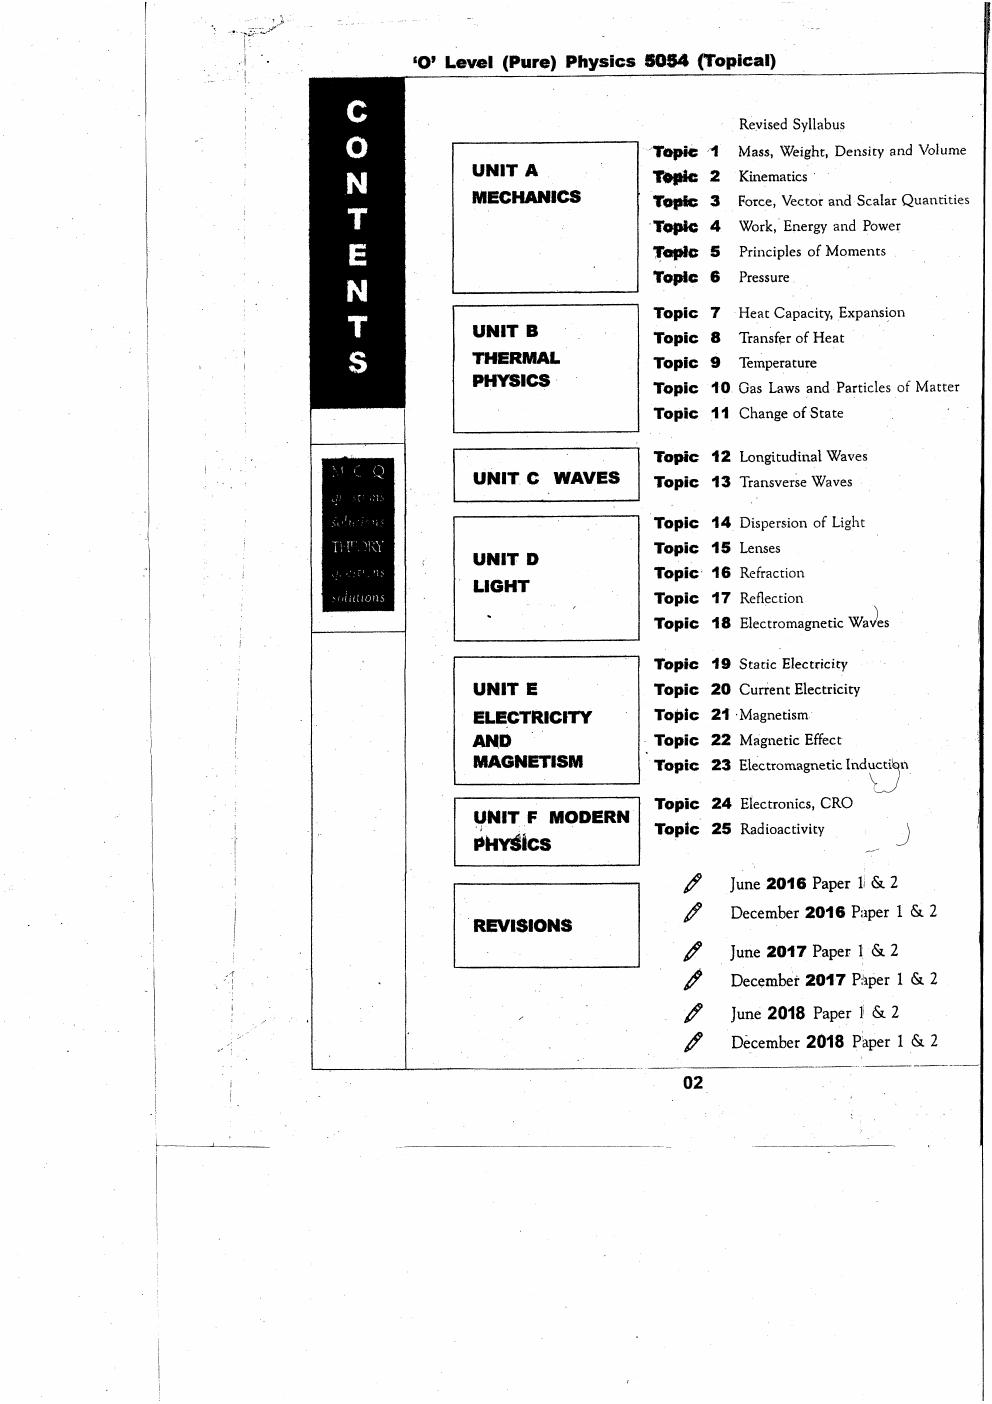 'O' Level (Pure) Physics 5054 (Topical)
CONTENTS
M C Q
questions
solutions
THEORY
questions
solutions
Revised Syllabus
UNIT A
MECHANICS
Topic 1 Mass, Weight, Density and Volume
Topic 2 Kinematics
Topic 3 Force, Vector and Scalar Quantities
Topic 4 Work, Energy and Power
Topic 5 Principles of Moments
Topic 6 Pressure
UNIT B
THERMAL
PHYSICS
Topic 7 Heat Capacity, Expansion
Topic 8 Transfer of Heat
Topic 9 Temperature
Topic 10 Gas Laws and Particles of Matter
Topic 11 Change of State
UNIT C WAVES
Topic 12 Longitudinal Waves
Topic 13 Transverse Waves
UNIT D
LIGHT
Topic 14 Dispersion of Light
Topic 15 Lenses
Topic 16 Refraction
Topic 17 Reflection
Topic 18 Electromagnetic Waves
UNIT E
ELECTRICITY
AND
MAGNETISM
Topic 19 Static Electricity
Topic 20 Current Electricity
Topic 21 Magnetism
Topic 22 Magnetic Effect
Topic 23 Electromagnetic Induction
UNIT F MODERN
PHYSICS
Topic 24 Electronics, CRO
Topic 25 Radioactivity
REVISIONS
June 2016 Paper 1 & 2
December 2016 Paper 1 & 2
June 2017 Paper 1 & 2
December 2017 Paper 1 & 2
June 2018 Paper 1 & 2
December 2018 Paper 1 & 2
02